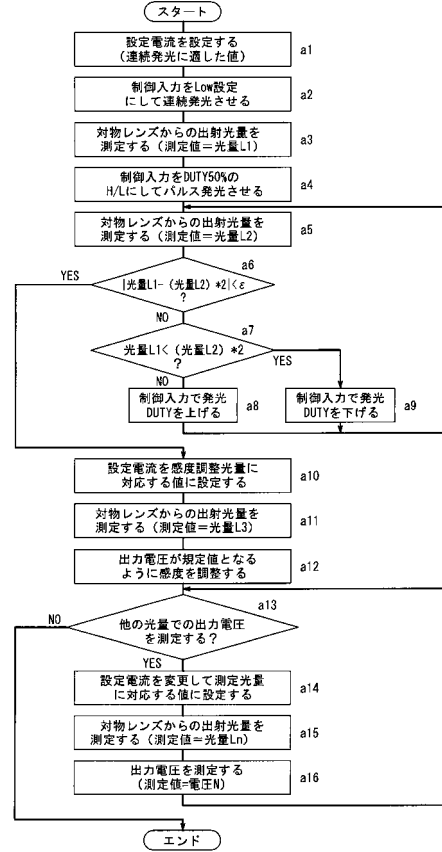 スタート
設定電流を設定する
(連続発光に適した値)
a1
制御入力をLow設定
にして連続発光させる
a2
対物レンズからの出射光量を
測定する(測定値=光量L1)
a3
制御入力をDUTY50%の
H/Lにしてパルス発光させる
a4
対物レンズからの出射光量を
測定する(測定値=光量L2)
a5
a6
YES
|光量L1-(光量L2)*2|<ε
?
NO
a7
光量L1<(光量L2)*2
?
YES
NO
制御入力で発光
DUTYを上げる
a8
制御入力で発光
DUTYを下げる
a9
設定電流を感度調整光量に
対応する値に設定する
a10
対物レンズからの出射光量を
測定する(測定値=光量L3)
a11
出力電圧が規定値となる
ように感度を調整する
a12
a13
NO
他の光量での出力電圧
を測定する?
YES
設定電流を変更して測定光量
に対応する値に設定する
a14
対物レンズからの出射光量を
測定する(測定値=光量Ln)
a15
出力電圧を測定する
(測定値=電圧N)
a16
エンド